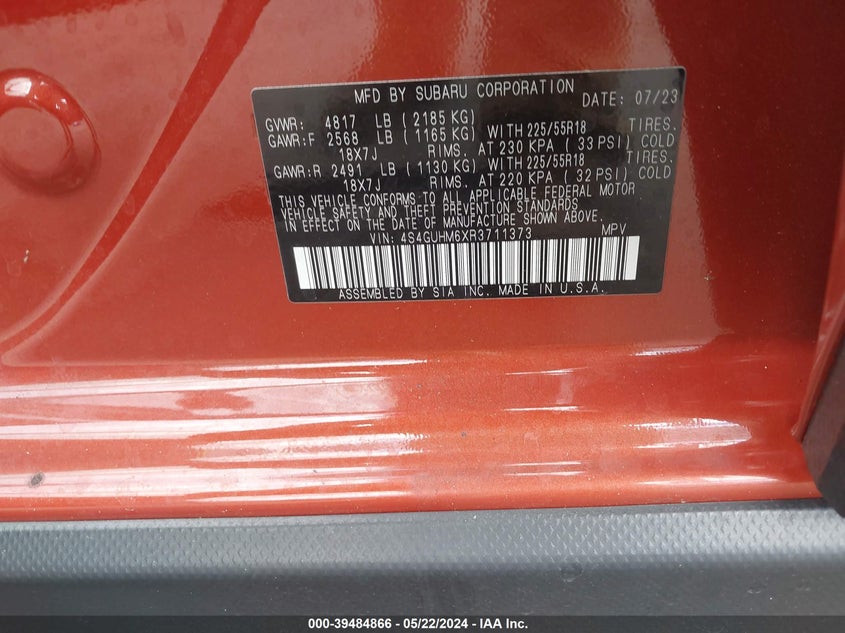 MFD BY SUBARU CORPORATION DATE: 07/23
GVWR: 4817 LB (2185 KG)
GAWR:F 2568 LB (1165 KG) WITH 225/55R18 TIRES.
18X7J RIMS. AT 230 KPA (33 PSI) COLD
GAWR:R 2491 LB (1130 KG) WITH 225/55R18 TIRES.
18X7J RIMS. AT 220 KPA (32 PSI) COLD
THIS VEHICLE CONFORMS TO ALL APPLICABLE FEDERAL MOTOR
VEHICLE SAFETY AND THEFT PREVENTION STANDARDS
IN EFFECT ON THE DATE OF MANUFACTURE SHOWN ABOVE.
VIN: 4S4GUHM6XR3711373 MPV
ASSEMBLED BY SIA INC. MADE IN U.S.A.
000-39484866 - 05/22/2024 - IAA Inc.